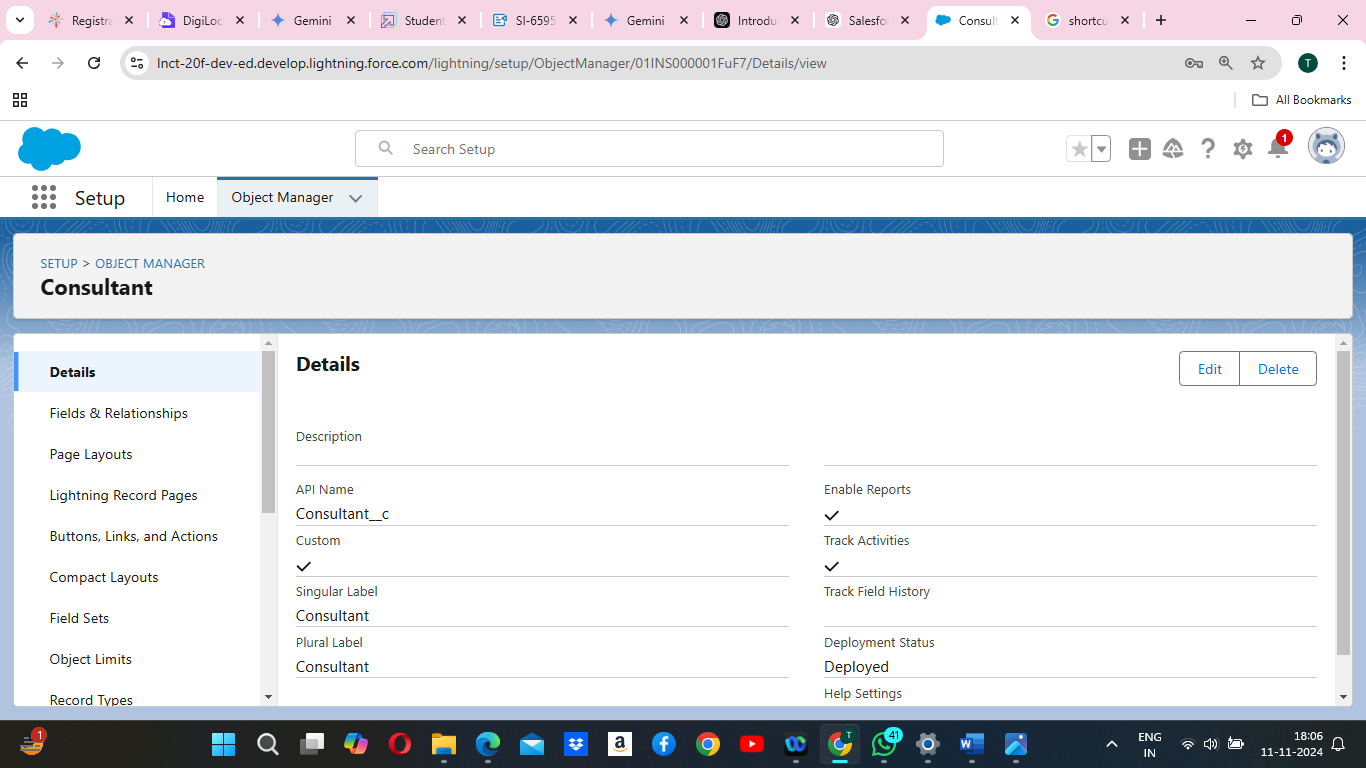 Registra
DigiLoc
Gemini
Student
SI-6595
Gemini
Introdu
Salesfo
Consult
shortcu
lnct-20f-dev-ed.develop.lightning.force.com/lightning/setup/ObjectManager/01INS000001FuF7/Details/view
T
All Bookmarks
Search Setup
1
Setup
Home
Object Manager
SETUP > OBJECT MANAGER
Consultant
Details
Fields & Relationships
Page Layouts
Lightning Record Pages
Buttons, Links, and Actions
Compact Layouts
Field Sets
Object Limits
Record Types
Details
Edit
Delete
Description
API Name
Consultant__c
Enable Reports
Custom
Track Activities
Singular Label
Consultant
Track Field History
Plural Label
Consultant
Deployment Status
Deployed
Help Settings
1
T
41
ENG
IN
18:06
11-11-2024